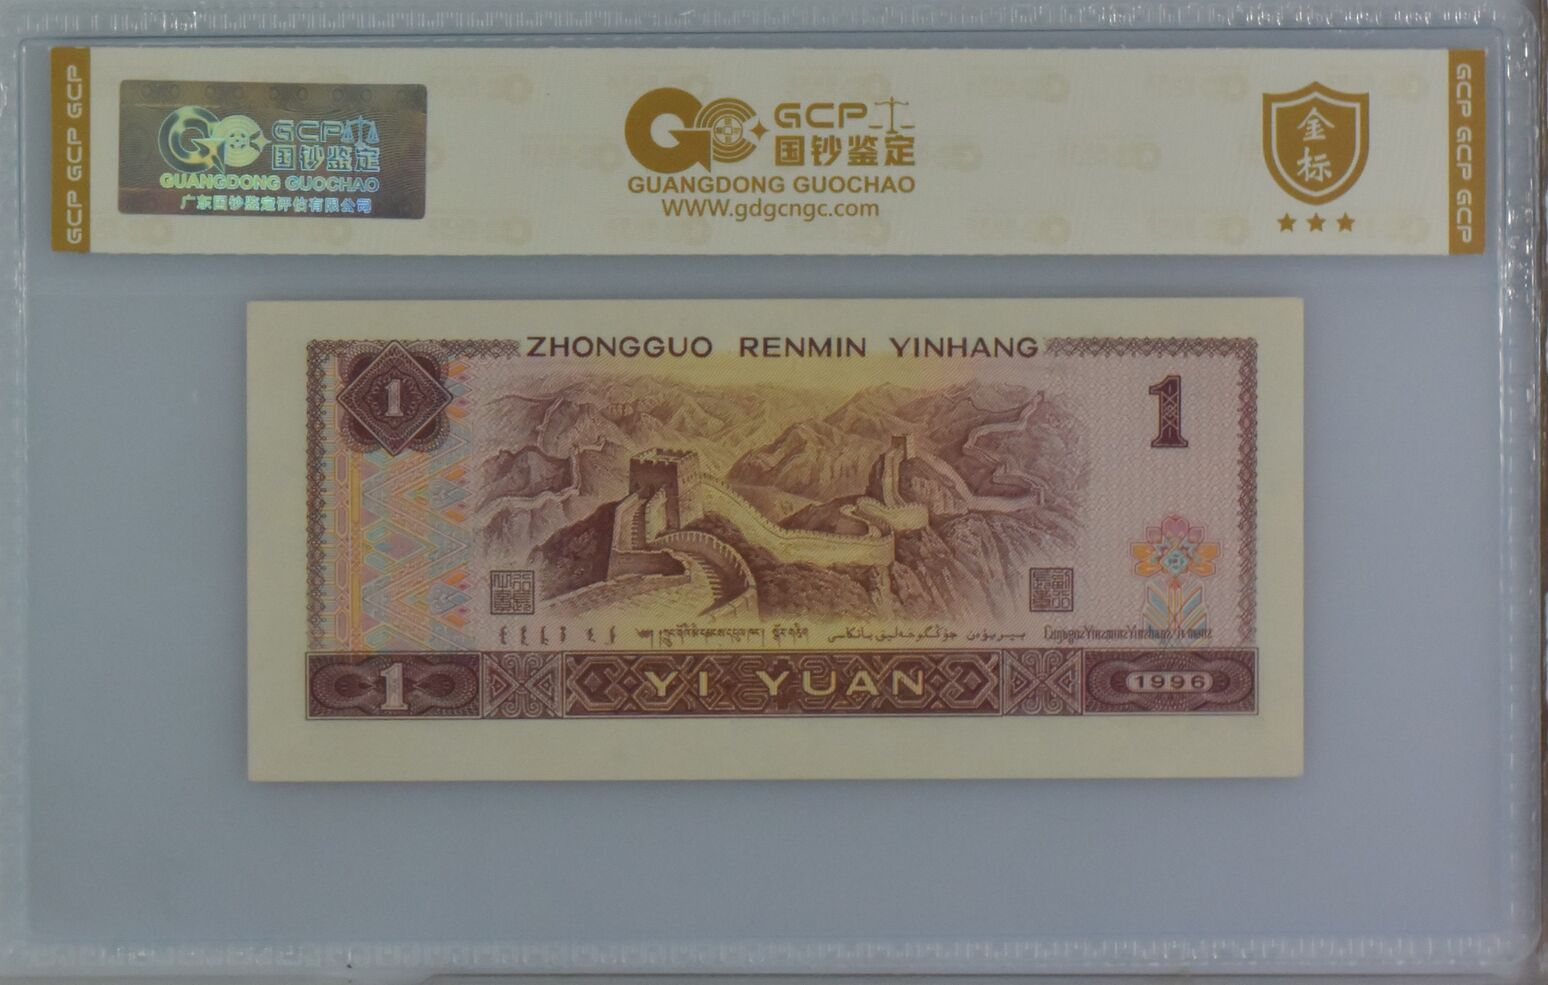 GCP GCP GCP
GCP
国钞鉴定
GUANGDONG GUOCHAO
广东国钞鉴定评估有限公司
GCP
国钞鉴定
GUANGDONG GUOCHAO
WWW.gdgcngc.com
金
标
GCP GCP GCP
ZHONGGUO RENMIN YINHANG
1
1
1
YI YUAN
1996